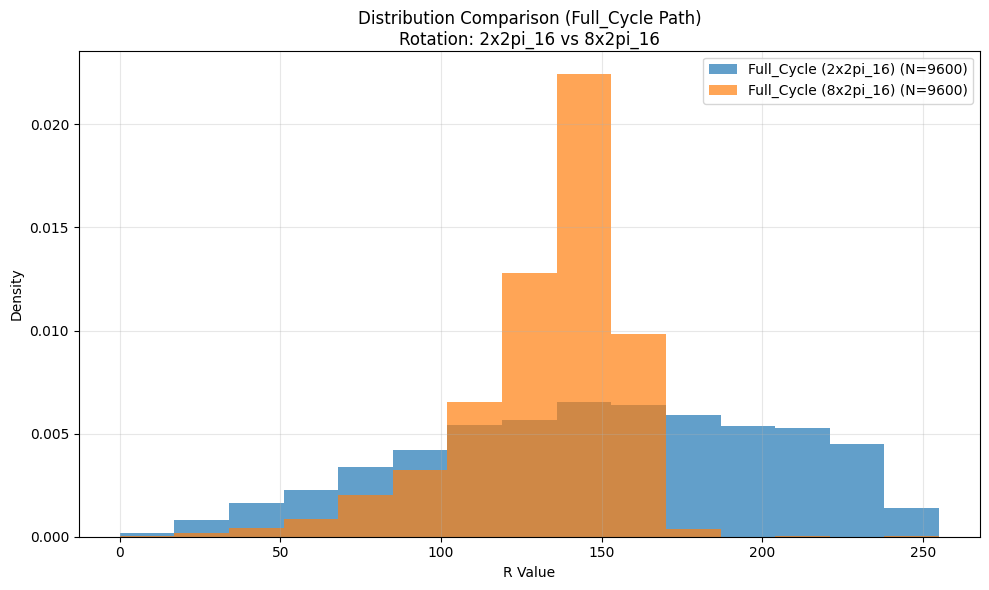 Distribution Comparison (Full_Cycle Path)
Rotation: 2x2pi_16 vs 8x2pi_16
Full_Cycle (2x2pi_16) (N=9600)
Full_Cycle (8x2pi_16) (N=9600)
0.020
0.015
0.010
0.005
0.000
Density
0
50
100
150
200
250
R Value